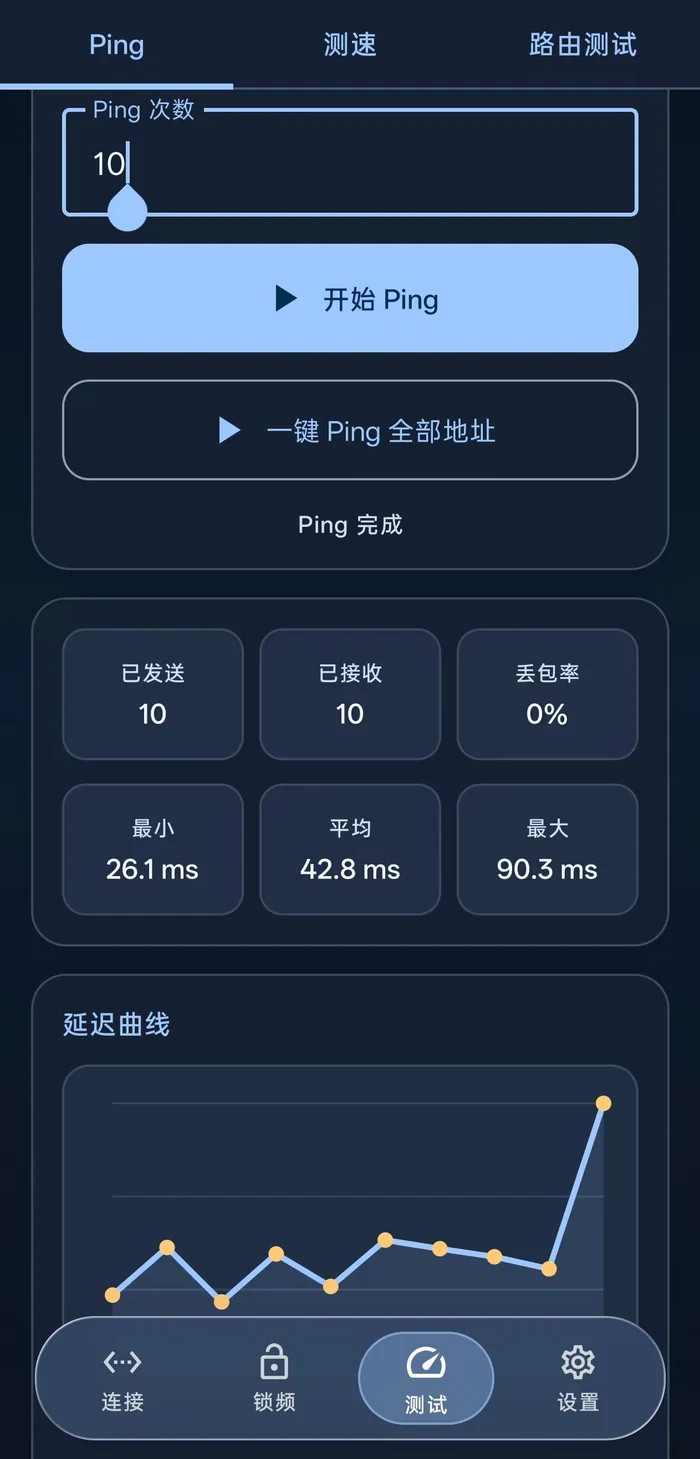 Ping 测速 路由测试
Ping 次数
10
开始 Ping
一键 Ping 全部地址
Ping 完成
已发送 已接收 丢包率
10 10 0%
最小 平均 最大
26.1 ms 42.8 ms 90.3 ms
延迟曲线
连接 锁频 测试 设置